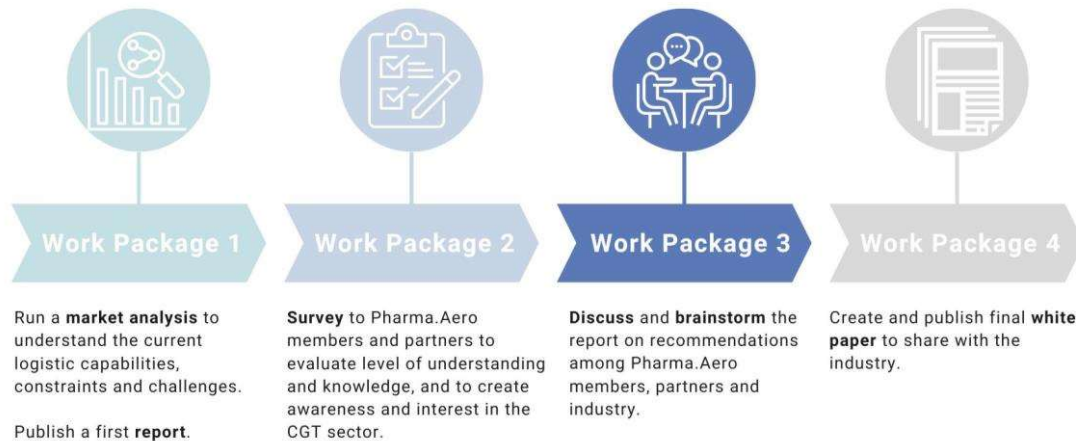 Work Package 1
Run a market analysis to
understand the current
logistic capabilities,
constraints and challenges.
Publish a first report.
Work Package 2
Survey to Pharma.Aero
members and partners to
evaluate level of understanding
and knowledge, and to create
awareness and interest in the
CGT sector.
Work Package 3
Discuss and brainstorm the
report on recommendations
among Pharma.Aero
members, partners and
industry.
Work Package 4
Create and publish final white
paper to share with the
industry.